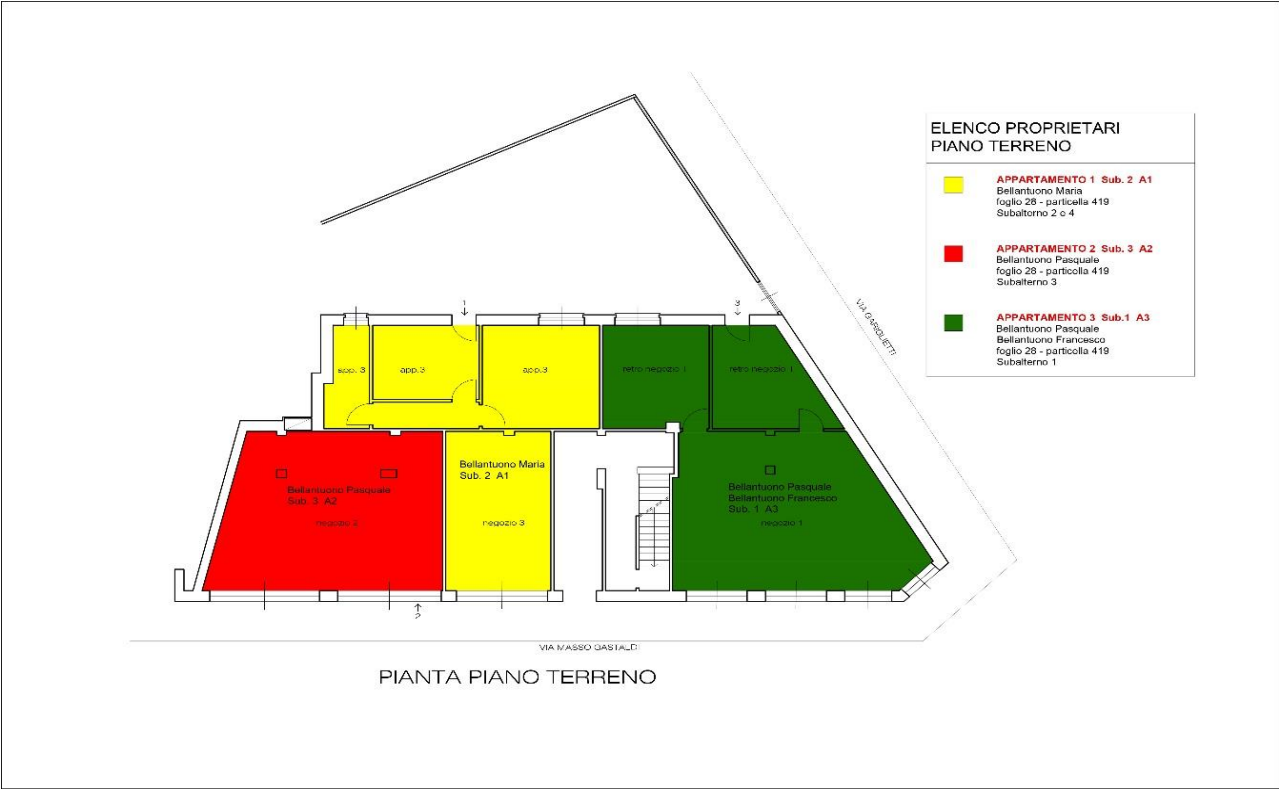 ELENCO PROPRIETARI
PIANO TERRENO
APPARTAMENTO 1 Sub. 2 A1
Bellantuono Maria
foglio 28 - particella 419
Subalterno 2 e 4
APPARTAMENTO 2 Sub. 3 A2
Bellantuono Pasquale
foglio 28 - particella 419
Subalterno 3
APPARTAMENTO 3 Sub.1 A3
Bellantuono Pasquale
Bellantuono Francesco
foglio 28 - particella 419
Subalterno 1
VIA GARIGLIETTI
1
3
app. 3
app.3
app.3
retro negozio 1
retro negozio 1
Bellantuono Maria
Sub. 2 A1
negozio 3
Bellantuono Pasquale
Sub. 3 A2
negozio 2
Bellantuono Pasquale
Bellantuono Francesco
Sub. 1 A3
negozio 1
2
VIA MASSO GASTALDI
PIANTA PIANO TERRENO